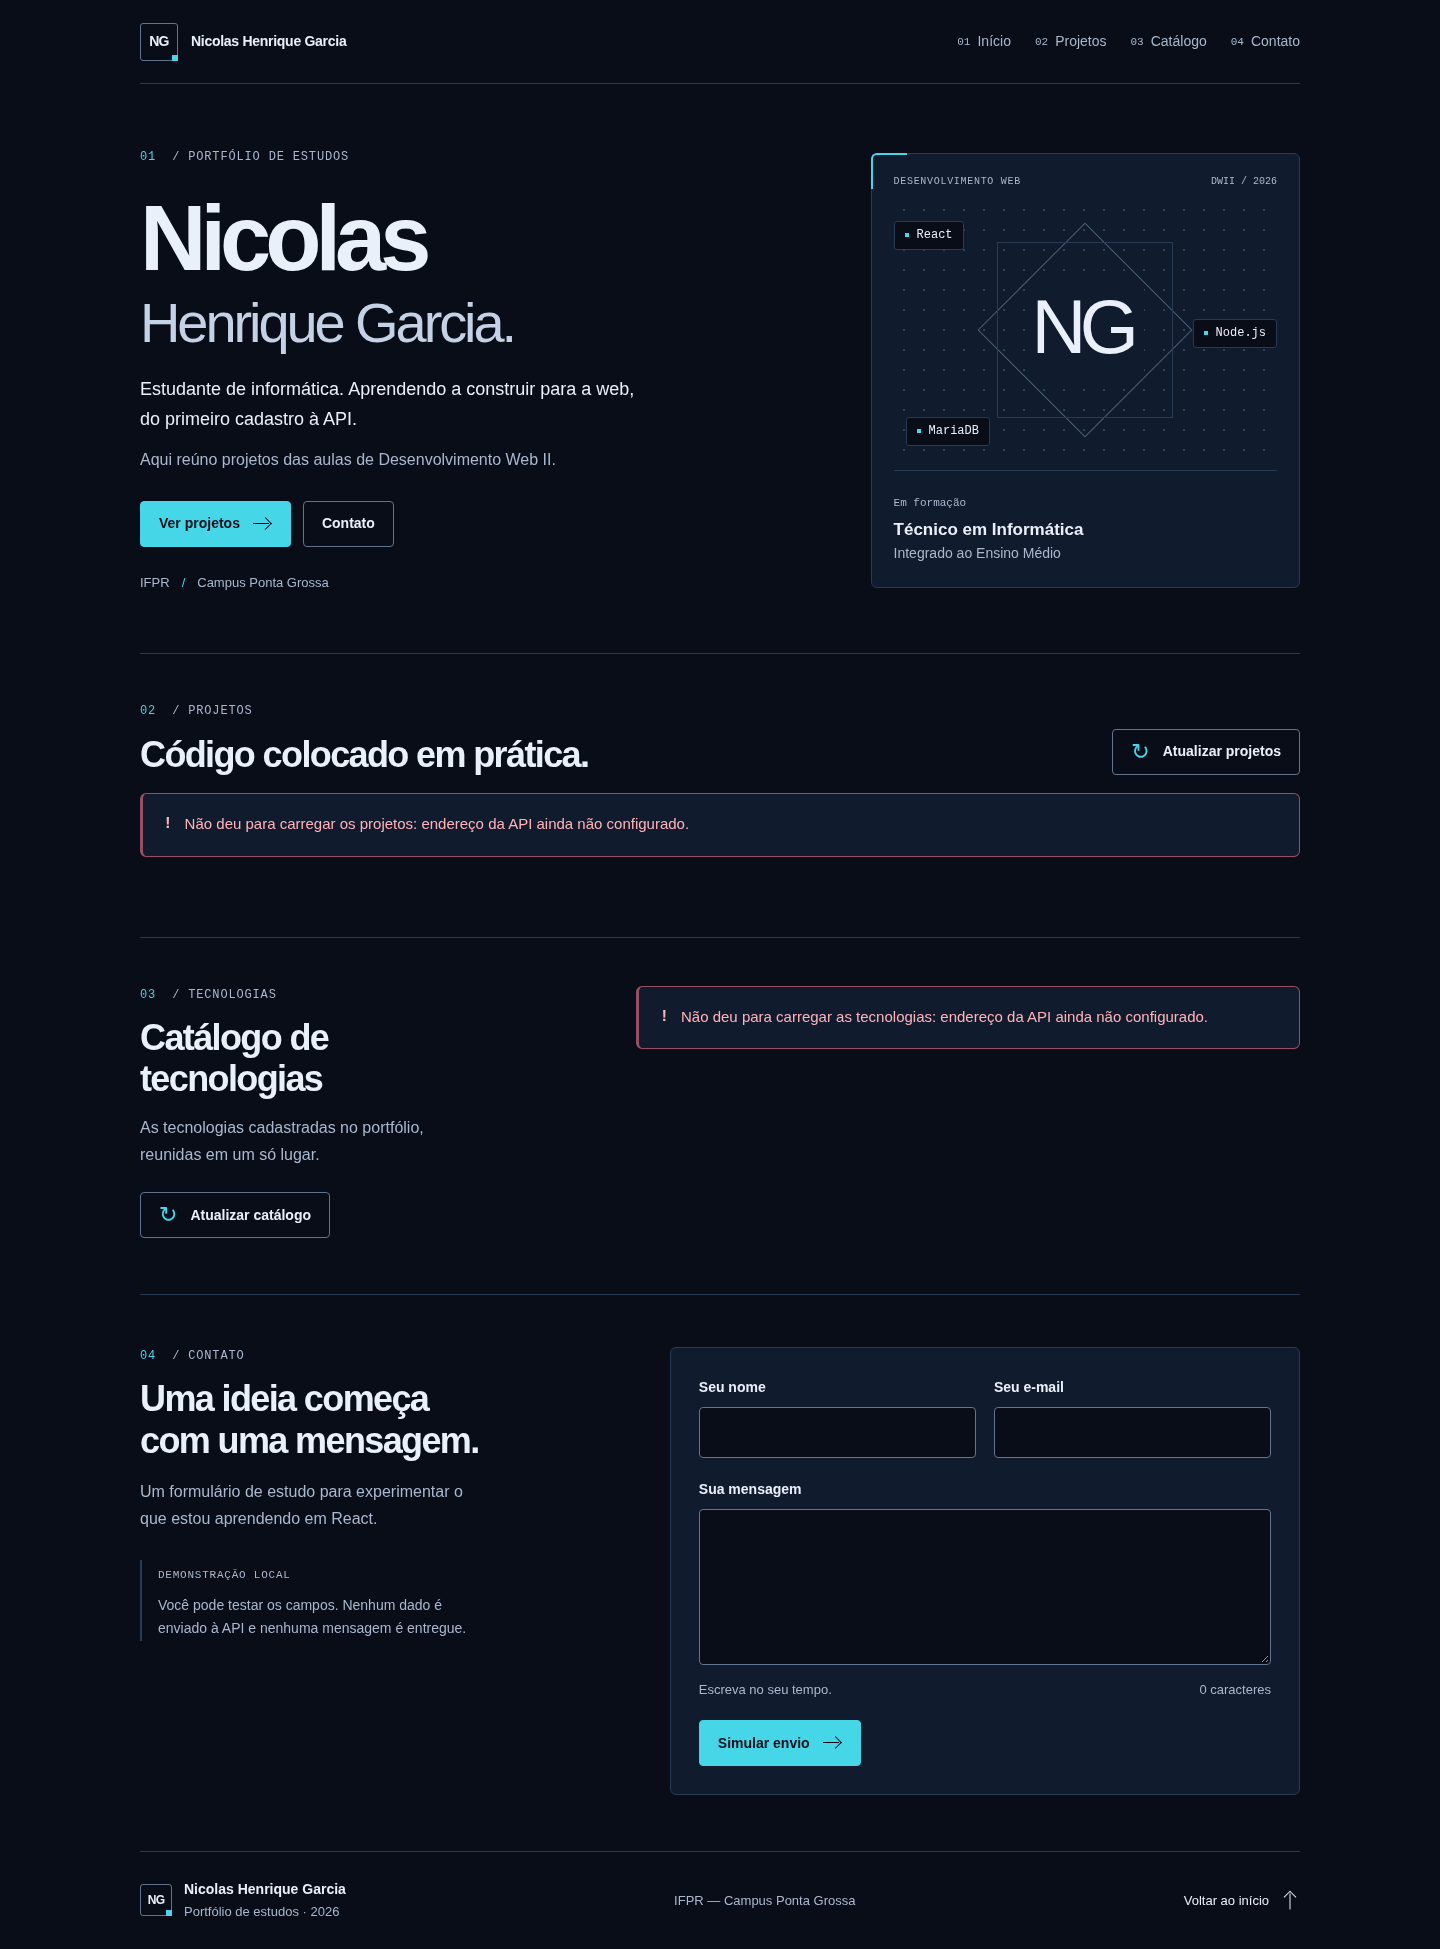 NG
Nicolas Henrique Garcia
01 Início
02 Projetos
03 Catálogo
04 Contato
01 / PORTFÓLIO DE ESTUDOS
Nicolas
Henrique Garcia.
Estudante de informática. Aprendendo a construir para a web,
do primeiro cadastro à API.
Aqui reúno projetos das aulas de Desenvolvimento Web II.
Ver projetos
Contato
IFPR / Campus Ponta Grossa
DESENVOLVIMENTO WEB
DWII / 2026
React
NG
Node.js
MariaDB
Em formação
Técnico em Informática
Integrado ao Ensino Médio
02 / PROJETOS
Código colocado em prática.
↻ Atualizar projetos
! Não deu para carregar os projetos: endereço da API ainda não configurado.
03 / TECNOLOGIAS
Catálogo de
tecnologias
As tecnologias cadastradas no portfólio,
reunidas em um só lugar.
↻ Atualizar catálogo
! Não deu para carregar as tecnologias: endereço da API ainda não configurado.
04 / CONTATO
Uma ideia começa
com uma mensagem.
Um formulário de estudo para experimentar o
que estou aprendendo em React.
DEMONSTRAÇÃO LOCAL
Você pode testar os campos. Nenhum dado é
enviado à API e nenhuma mensagem é entregue.
Seu nome
Seu e-mail
Sua mensagem
Escreva no seu tempo.
0 caracteres
Simular envio
NG
Nicolas Henrique Garcia
Portfólio de estudos · 2026
IFPR — Campus Ponta Grossa
Voltar ao início